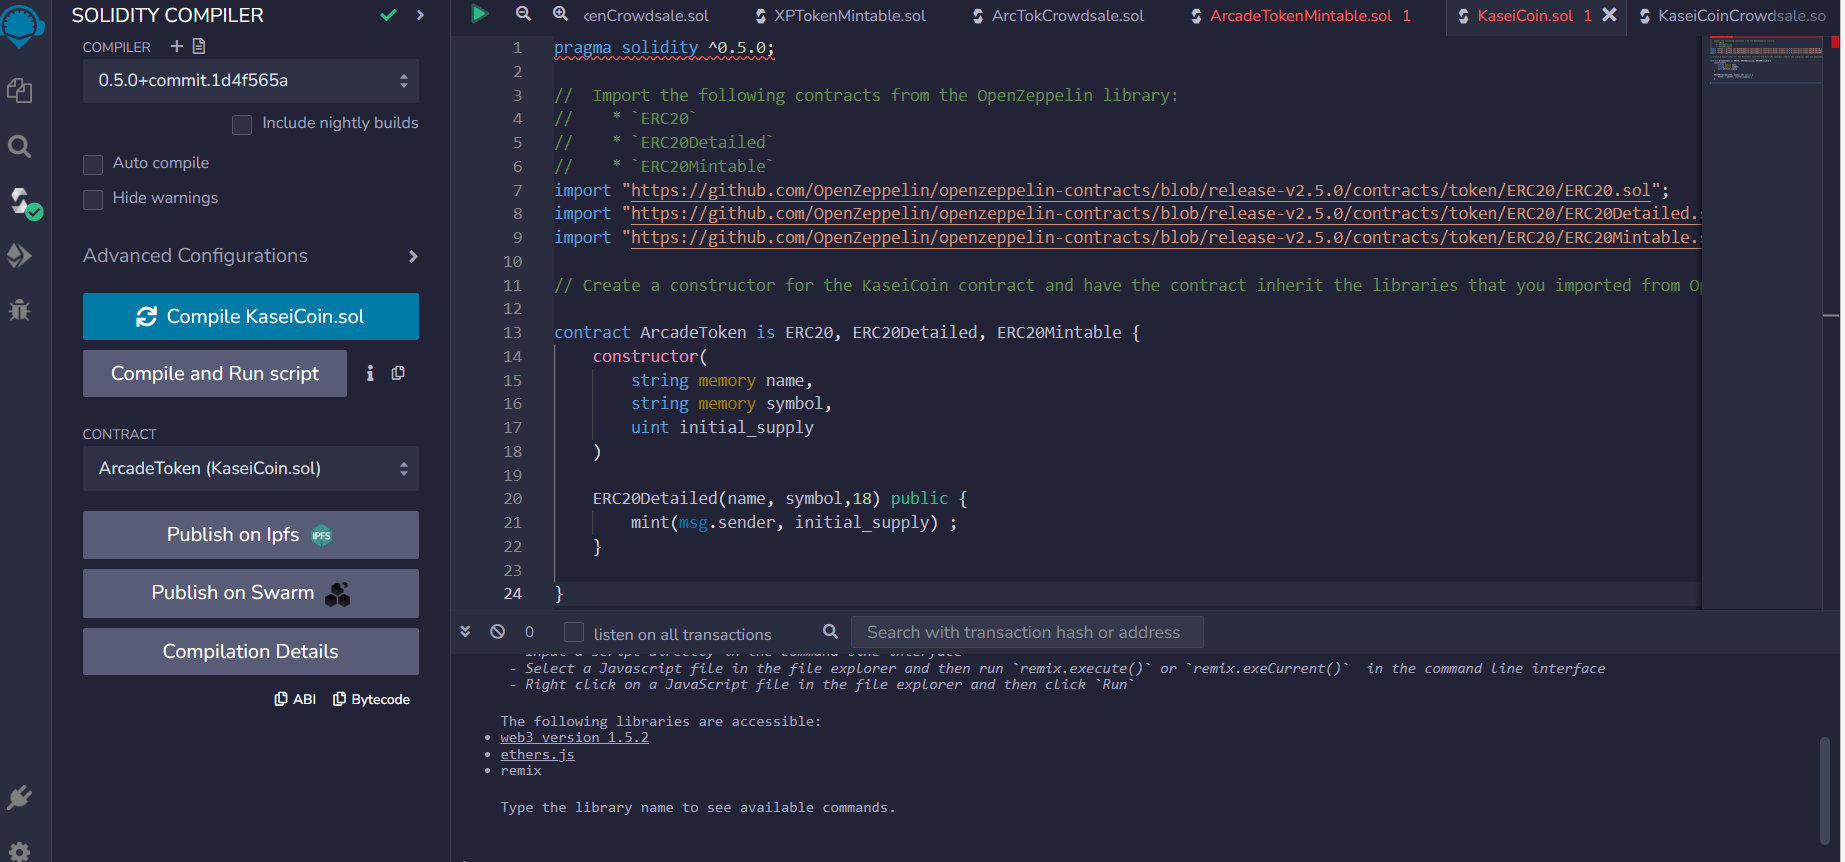 SOLIDITY COMPILER
COMPILER
0.5.0+commit.1d4f565a
Include nightly builds
Auto compile
Hide warnings
Advanced Configurations
Compile KaseiCoin.sol
Compile and Run script
CONTRACT
ArcadeToken (KaseiCoin.sol)
Publish on Ipfs IPFS
Publish on Swarm
Compilation Details
ABI Bytecode
kenCrowdsale.sol XPTokenMintable.sol ArcTokCrowdsale.sol ArcadeTokenMintable.sol 1 KaseiCoin.sol 1 KaseiCoinCrowdsale.so
1 pragma solidity ^0.5.0;
2
3 //  Import the following contracts from the OpenZeppelin library:
4 //    * `ERC20`
5 //    * `ERC20Detailed`
6 //    * `ERC20Mintable`
7 import "https://github.com/OpenZeppelin/openzeppelin-contracts/blob/release-v2.5.0/contracts/token/ERC20/ERC20.sol";
8 import "https://github.com/OpenZeppelin/openzeppelin-contracts/blob/release-v2.5.0/contracts/token/ERC20/ERC20Detailed.
9 import "https://github.com/OpenZeppelin/openzeppelin-contracts/blob/release-v2.5.0/contracts/token/ERC20/ERC20Mintable.
10
11 // Create a constructor for the KaseiCoin contract and have the contract inherit the libraries that you imported from
12
13 contract ArcadeToken is ERC20, ERC20Detailed, ERC20Mintable {
14     constructor(
15         string memory name,
16         string memory symbol,
17         uint initial_supply
18     )
19
20     ERC20Detailed(name, symbol,18) public {
21         mint(msg.sender, initial_supply) ;
22     }
23
24 }
0 listen on all transactions Search with transaction hash or address
- Input a script directly in the command line interface
- Select a Javascript file in the file explorer and then run `remix.execute()` or `remix.exeCurrent()`  in the command line interface
- Right click on a JavaScript file in the file explorer and then click `Run`
The following libraries are accessible:
• web3 version 1.5.2
• ethers.js
• remix
Type the library name to see available commands.